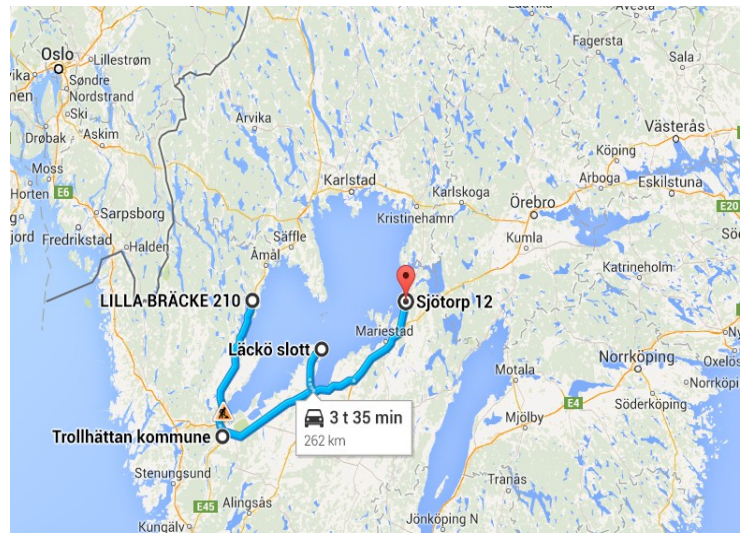 Fagersta
Sala
Oslo
Lillestrøm
Søndre
Nordstrand
Ski
Drøbak
Askim
Arvika
Västerås
Köping
Moss
Karlstad
Arboga
Eskilstuna
Horten
E6
Karlskoga
Örebro
Sarpsborg
Kristinehamn
E20
Fredrikstad
Säffle
Kumla
Halden
Åmål
Katrineholm
LILLA BRÄCKE 210
Sjötorp 12
Mariestad
Läckö slott
Norrköping
Motala
3 t 35 min
262 km
Söderköping
E4
Mjölby
Trollhättan kommune
Stenungsund
Tranås
E45
Alingsås
Kungälv
Jönköping N